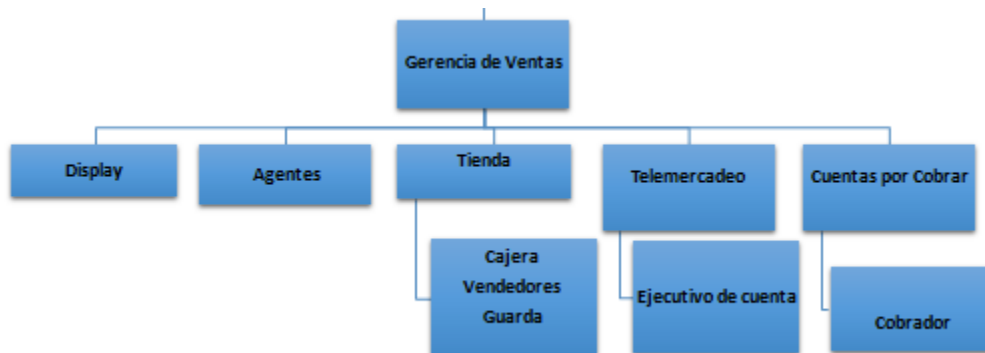 Gerencia de Ventas
Display
Agentes
Tienda
Telemercadeo
Cuentas por Cobrar
Cajera
Vendedores
Guarda
Ejecutivo de cuenta
Cobrador